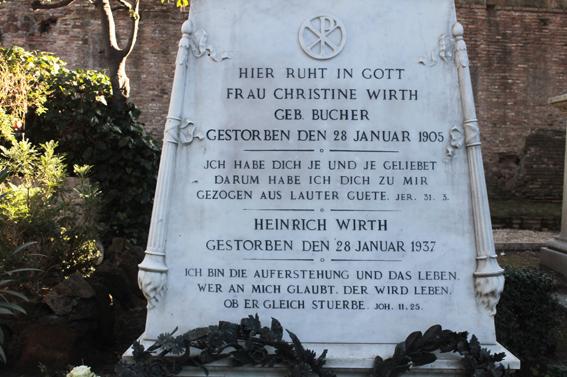 HIER RUHT IN GOTT
FRAU CHRISTINE WIRTH
GEB. BUCHER
GESTORBEN DEN 28 JANUAR 1905
JCH HABE DICH JE UND JE GELIEBET
DARUM HABE ICH DICH ZU MIR
GEZOGEN AUS LAUTER GUETE. JER. 31. 3.
HEINRICH WIRTH
GESTORBEN DEN 28 JANUAR 1937
ICH BIN DIE AUFERSTEHUNG UND DAS LEBEN.
WER AN MICH GLAUBT. DER WIRD LEBEN.
OB ER GLEICH STUERBE. JOH. 11. 25.